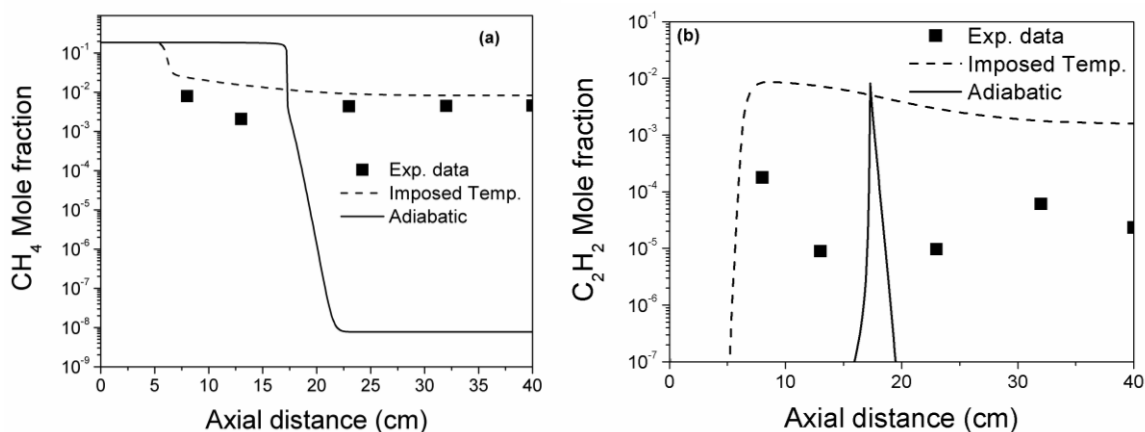 (a)
CH₄ Mole fraction
10⁻¹
10⁻²
10⁻³
10⁻⁴
10⁻⁵
10⁻⁶
10⁻⁷
10⁻⁸
10⁻⁹
Exp. data
Imposed Temp.
Adiabatic
0 5 10 15 20 25 30 35 40
Axial distance (cm)
(b)
C₂H₂ Mole fraction
10⁻¹
10⁻²
10⁻³
10⁻⁴
10⁻⁵
10⁻⁶
10⁻⁷
Exp. data
Imposed Temp.
Adiabatic
0 10 20 30 40
Axial distance (cm)